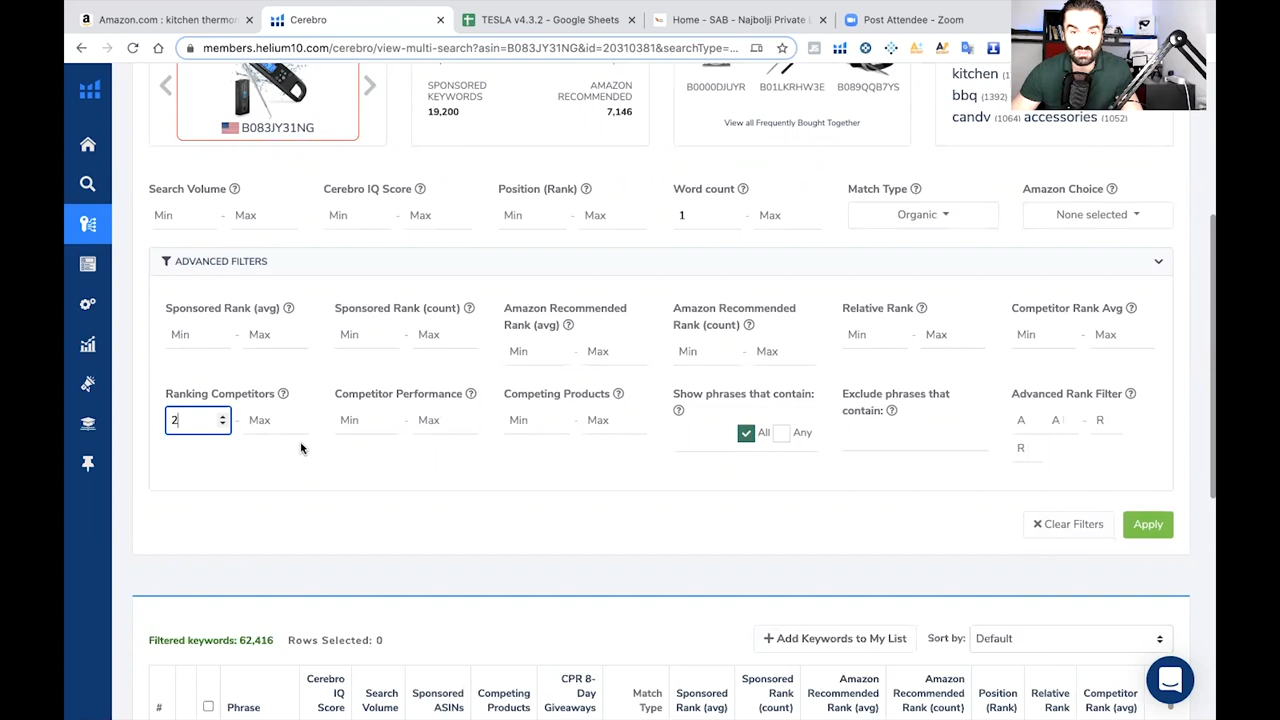 Amazon.com : kitchen thermor
Cerebro
TESLA v4.3.2 - Google Sheets
Home - SAB - Najbolji Private L
Post Attendee - Zoom
members.helium10.com/cerebro/view-multi-search?asin=B083JY31NG&id=20310381&searchType=...
B083JY31NG
SPONSORED KEYWORDS
19,200
AMAZON RECOMMENDED
7,146
B0000DIUYR B01LKRHW3E B089QQB7YS
View all Frequently Bought Together
kitchen
bbq (1392)
candy (1064) accessories (1052)
Search Volume
Cerebro IQ Score
Position (Rank)
Word count
Match Type
Amazon Choice
Min - Max
Min - Max
Min - Max
1 - Max
Organic
None selected
ADVANCED FILTERS
Sponsored Rank (avg)
Sponsored Rank (count)
Amazon Recommended Rank (avg)
Amazon Recommended Rank (count)
Relative Rank
Competitor Rank Avg
Min - Max
Min - Max
Min - Max
Min - Max
Min - Max
Min - Max
Ranking Competitors
Competitor Performance
Competing Products
Show phrases that contain:
Exclude phrases that contain:
Advanced Rank Filter
2 - Max
Min - Max
Min - Max
All Any
A A - R
R
Clear Filters
Apply
Filtered keywords: 62,416
Rows Selected: 0
+ Add Keywords to My List
Sort by:
Default
#
Phrase
Cerebro IQ Score
Search Volume
Sponsored ASINs
Competing Products
CPR 8-Day Giveaways
Match Type
Sponsored Rank (avg)
Sponsored Rank (count)
Amazon Recommended Rank (avg)
Amazon Recommended Rank (count)
Position (Rank)
Relative Rank
Competitor Rank (avg)